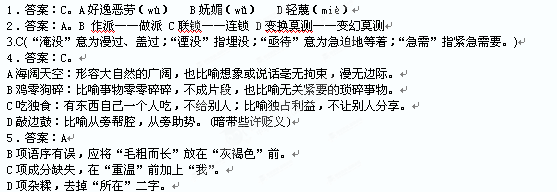 1．答案：C。A 好逸恶劳（wù） B 妩媚（wǔ） D 轻蔑（miè）
2．答案：A。B 作派——做派 C 联锁——连锁 D 变换莫测——变幻莫测
3.C(“淹没”意为漫过、盖过；“湮没”指埋没；“亟待”意为急迫地等着；“急需”指紧急需要。)
4．答案：C。
A 海阔天空：形容大自然的广阔，也比喻想象或说话毫无拘束，漫无边际。
B 鸡零狗碎：比喻事物零零碎碎，不成片段，也比喻无关紧要的琐碎事物。
C 吃独食：有东西自己一个人吃，不给别人；比喻独占利益，不让别人分享。
D 敲边鼓：比喻从旁帮腔，从旁助势。（暗带些许贬义）
5．答案：A
B 项语序有误，应将“毛粗而长”放在“灰褐色”前。
C 项成分缺失，在“重温”前加上“我”。
D 项杂糅，去掉“所在”二字。